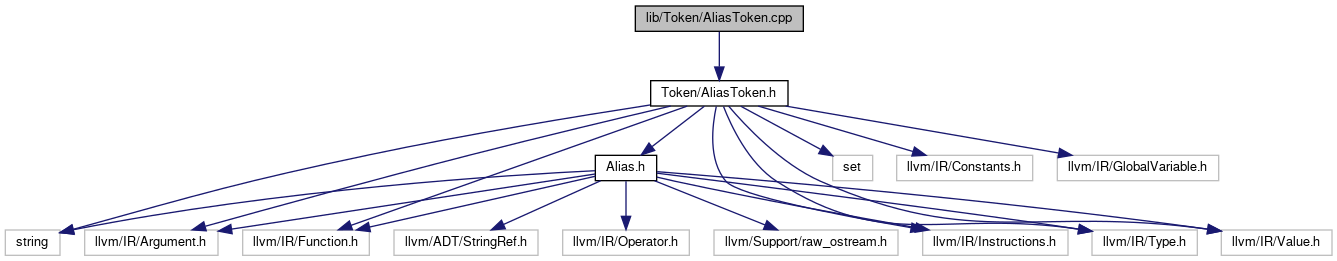 lib/Token/AliasToken.cpp
Token/AliasToken.h
Alias.h
set
llvm/IR/Constants.h
llvm/IR/GlobalVariable.h
string
llvm/IR/Argument.h
llvm/IR/Function.h
llvm/ADT/StringRef.h
llvm/IR/Operator.h
llvm/Support/raw_ostream.h
llvm/IR/Instructions.h
llvm/IR/Type.h
llvm/IR/Value.h